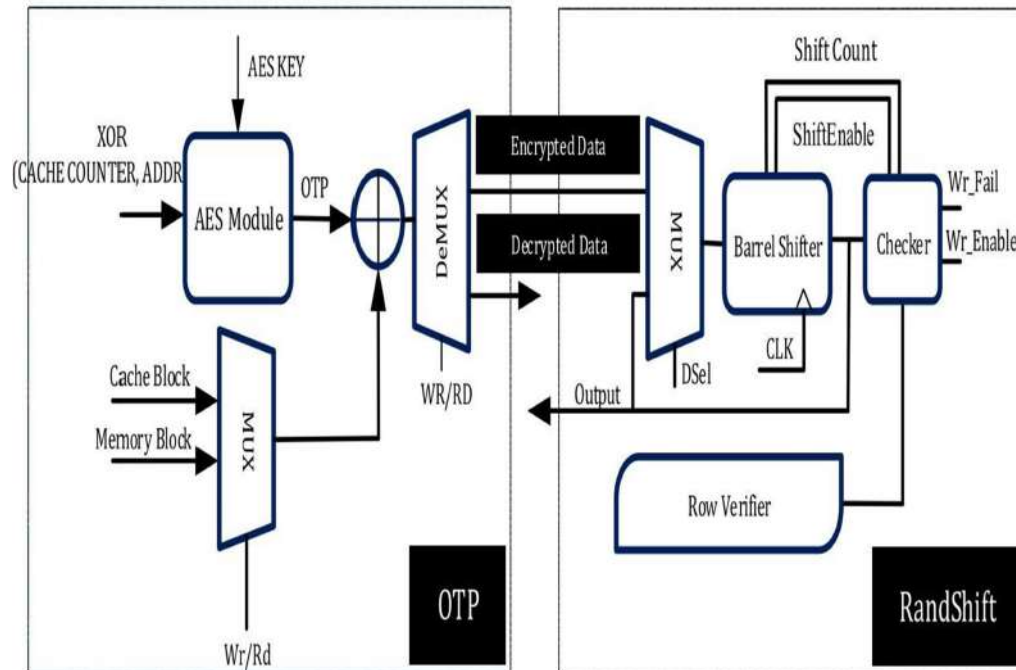 AES KEY
XOR
(CACHE COUNTER, ADDR
AES Module
OTP
DeMUX
WR/RD
Cache Block
Memory Block
MUX
Wr/Rd
OTP
Encrypted Data
Decrypted Data
MUX
DSel
Shift Count
ShiftEnable
Barrel Shifter
CLK
Checker
Wr_Fail
Wr_Enable
Output
Row Verifier
RandShift